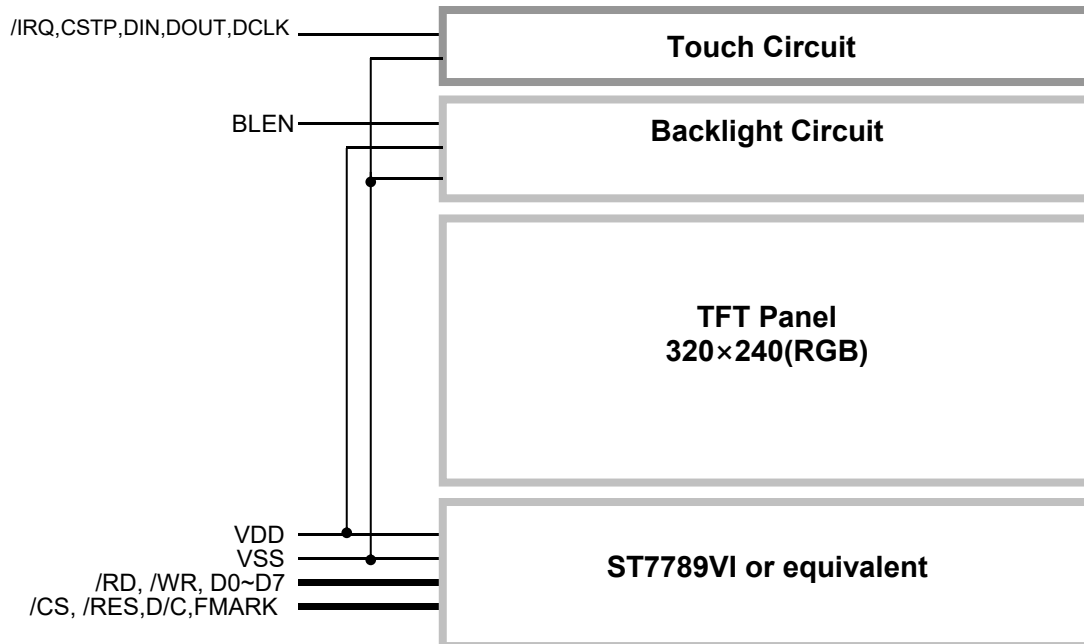 /IRQ,CSTP,DIN,DOUT,DCLK
Touch Circuit
BLEN
Backlight Circuit
TFT Panel
320×240(RGB)
VDD
VSS
/RD, /WR, D0~D7
/CS, /RES,D/C,FMARK
ST7789VI or equivalent